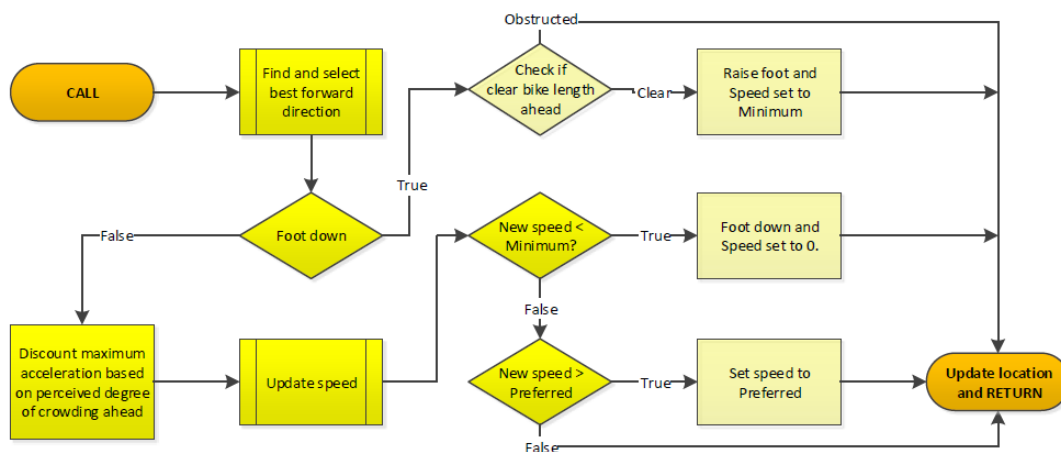 Obstructed
CALL
Find and select
best forward
direction
Check if
clear bike length
ahead
Clear
Raise foot and
Speed set to
Minimum
True
False
Foot down
New speed <
Minimum?
True
Foot down and
Speed set to 0.
False
Discount maximum
acceleration based
on perceived degree
of crowding ahead
Update speed
New speed >
Preferred
True
Set speed to
Preferred
Update location
and RETURN
False